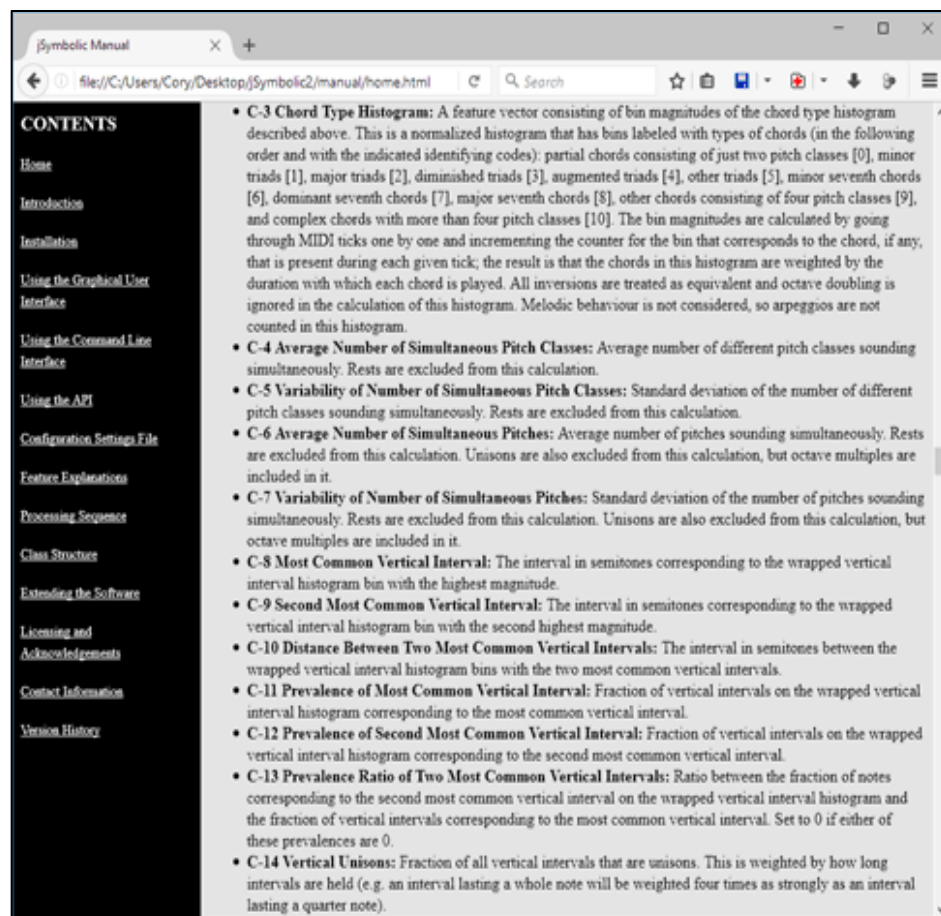 jSymbolic Manual
file://C:/Users/Cory/Desktop/jSymbolic2/manual/home.html
Search
CONTENTS
Home
Introduction
Installation
Using the Graphical User
Interface
Using the Command Line
Interface
Using the API
Configuration Settings File
Feature Explanations
Processing Sequence
Class Structure
Extending the Software
Licensing and
Acknowledgements
Contact Information
Version History
• C-3 Chord Type Histogram: A feature vector consisting of bin magnitudes of the chord type histogram
described above. This is a normalized histogram that has bins labeled with types of chords (in the following
order and with the indicated identifying codes): partial chords consisting of just two pitch classes [0], minor
triads [1], major triads [2], diminished triads [3], augmented triads [4], other triads [5], minor seventh chords
[6], dominant seventh chords [7], major seventh chords [8], other chords consisting of four pitch classes [9],
and complex chords with more than four pitch classes [10]. The bin magnitudes are calculated by going
through MIDI ticks one by one and incrementing the counter for the bin that corresponds to the chord, if any,
that is present during each given tick; the result is that the chords in this histogram are weighted by the
duration with which each chord is played. All inversions are treated as equivalent and octave doubling is
ignored in the calculation of this histogram. Melodic behaviour is not considered, so arpeggios are not
counted in this histogram.
• C-4 Average Number of Simultaneous Pitch Classes: Average number of different pitch classes sounding
simultaneously. Rests are excluded from this calculation.
• C-5 Variability of Number of Simultaneous Pitch Classes: Standard deviation of the number of different
pitch classes sounding simultaneously. Rests are excluded from this calculation.
• C-6 Average Number of Simultaneous Pitches: Average number of pitches sounding simultaneously. Rests
are excluded from this calculation. Unisons are also excluded from this calculation, but octave multiples are
included in it.
• C-7 Variability of Number of Simultaneous Pitches: Standard deviation of the number of pitches sounding
simultaneously. Rests are excluded from this calculation. Unisons are also excluded from this calculation, but
octave multiples are included in it.
• C-8 Most Common Vertical Interval: The interval in semitones corresponding to the wrapped vertical
interval histogram bin with the highest magnitude.
• C-9 Second Most Common Vertical Interval: The interval in semitones corresponding to the wrapped
vertical interval histogram bin with the second highest magnitude.
• C-10 Distance Between Two Most Common Vertical Intervals: The interval in semitones between the
wrapped vertical interval histogram bins with the two most common vertical intervals.
• C-11 Prevalence of Most Common Vertical Interval: Fraction of vertical intervals on the wrapped vertical
interval histogram corresponding to the most common vertical interval.
• C-12 Prevalence of Second Most Common Vertical Interval: Fraction of vertical intervals on the wrapped
vertical interval histogram corresponding to the second most common vertical interval.
• C-13 Prevalence Ratio of Two Most Common Vertical Intervals: Ratio between the fraction of notes
corresponding to the second most common vertical interval on the wrapped vertical interval histogram and
the fraction of vertical intervals corresponding to the most common vertical interval. Set to 0 if either of
these prevalences are 0.
• C-14 Vertical Unisons: Fraction of all vertical intervals that are unisons. This is weighted by how long
intervals are held (e.g. an interval lasting a whole note will be weighted four times as strongly as an interval
lasting a quarter note).